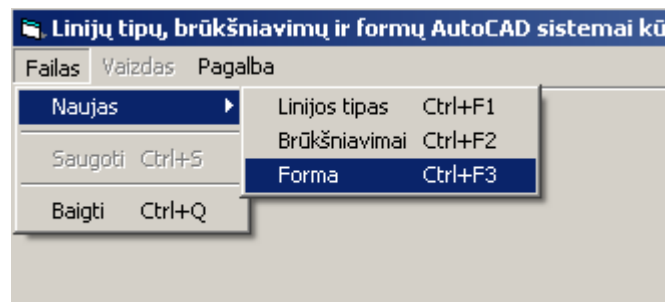 Linijų tipų, brūkšniavimų ir formų AutoCAD sistemai kū
Failas Vaizdas Pagalba
Naujas
Linijos tipas Ctrl+F1
Brūkšniavimai Ctrl+F2
Saugoti Ctrl+S
Forma Ctrl+F3
Baigti Ctrl+Q